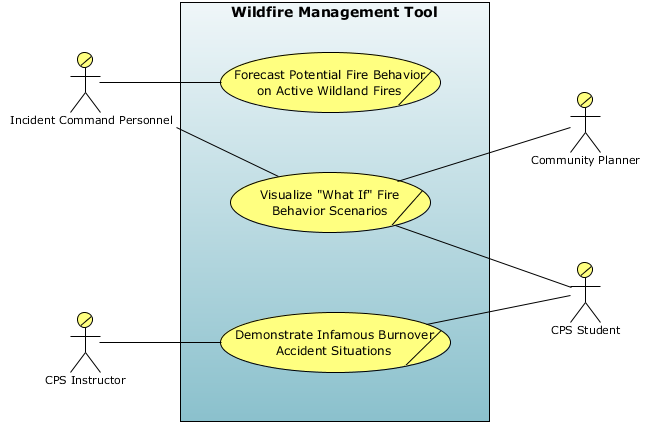 Wildfire Management Tool
Forecast Potential Fire Behavior
on Active Wildland Fires
Incident Command Personnel
Community Planner
Visualize "What If" Fire
Behavior Scenarios
CPS Student
Demonstrate Infamous Burnover
Accident Situations
CPS Instructor